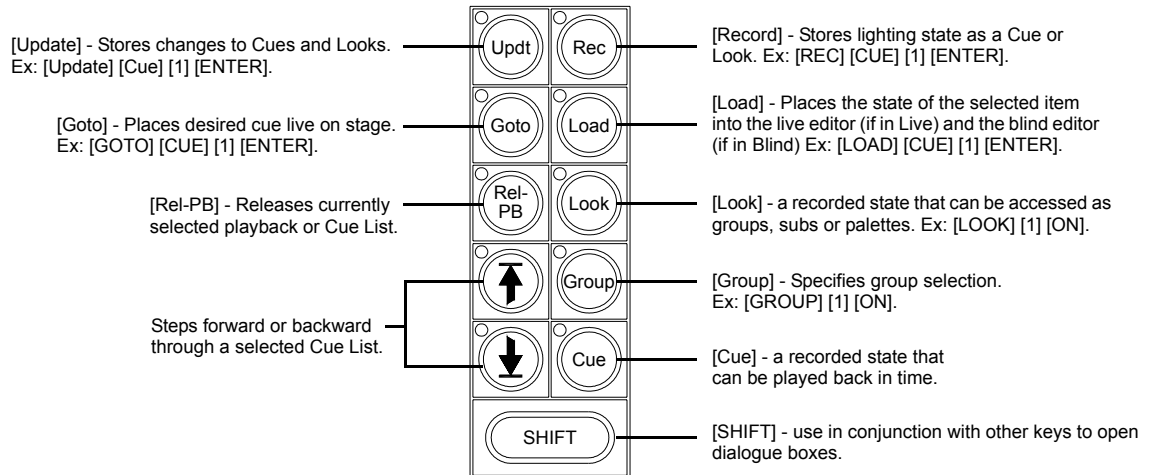 [Update] - Stores changes to Cues and Looks.
Ex: [Update] [Cue] [1] [ENTER].
Updt
Rec
[Record] - Stores lighting state as a Cue or
Look. Ex: [REC] [CUE] [1] [ENTER].
[Goto] - Places desired cue live on stage.
Ex: [GOTO] [CUE] [1] [ENTER].
Goto
Load
[Load] - Places the state of the selected item
into the live editor (if in Live) and the blind editor
(if in Blind) Ex: [LOAD] [CUE] [1] [ENTER].
[Rel-PB] - Releases currently
selected playback or Cue List.
Rel-
PB
Look
[Look] - a recorded state that can be accessed as
groups, subs or palettes. Ex: [LOOK] [1] [ON].
Group
[Group] - Specifies group selection.
Ex: [GROUP] [1] [ON].
Steps forward or backward
through a selected Cue List.
Cue
[Cue] - a recorded state that
can be played back in time.
SHIFT
[SHIFT] - use in conjunction with other keys to open
dialogue boxes.